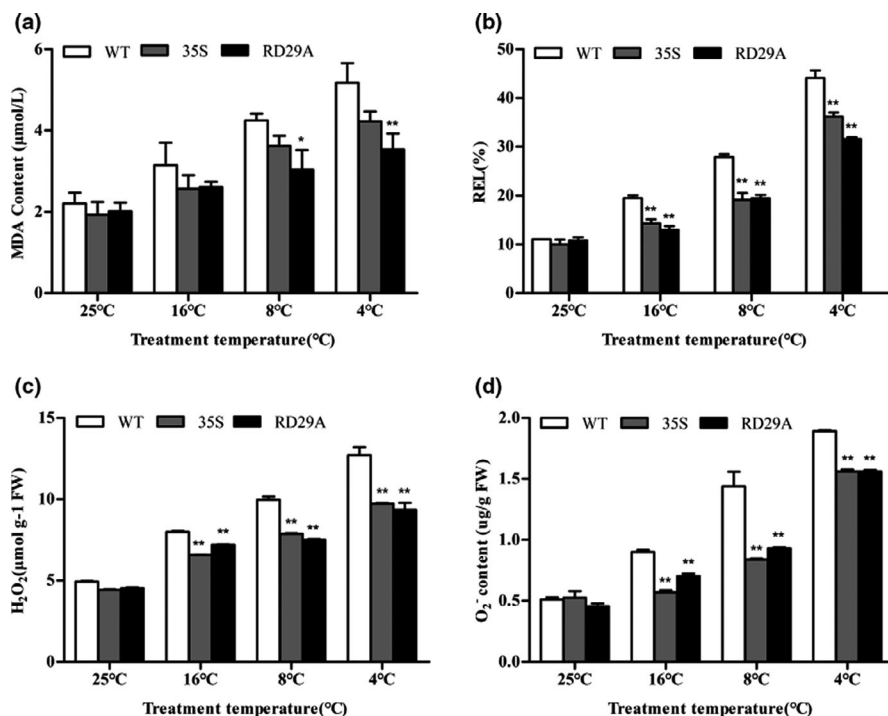 (a)
WT 35S RD29A
6
4
2
0
MDA Content (μmol/L)
*
**
25℃ 16℃ 8℃ 4℃
Treatment temperature(℃)
(b)
WT 35S RD29A
50
40
30
20
10
0
REL(%)
** **
** **
** **
25℃ 16℃ 8℃ 4℃
Treatment temperature(℃)
(c)
WT 35S RD29A
15
10
5
0
H₂O₂(μmol g-1 FW)
** **
** **
** **
25℃ 16℃ 8℃ 4℃
Treatment temperature(℃)
(d)
WT 35S RD29A
2.0
1.5
1.0
0.5
0.0
O₂⁻ content (ug/g FW)
** **
** **
** **
25℃ 16℃ 8℃ 4℃
Treatment temperature(℃)